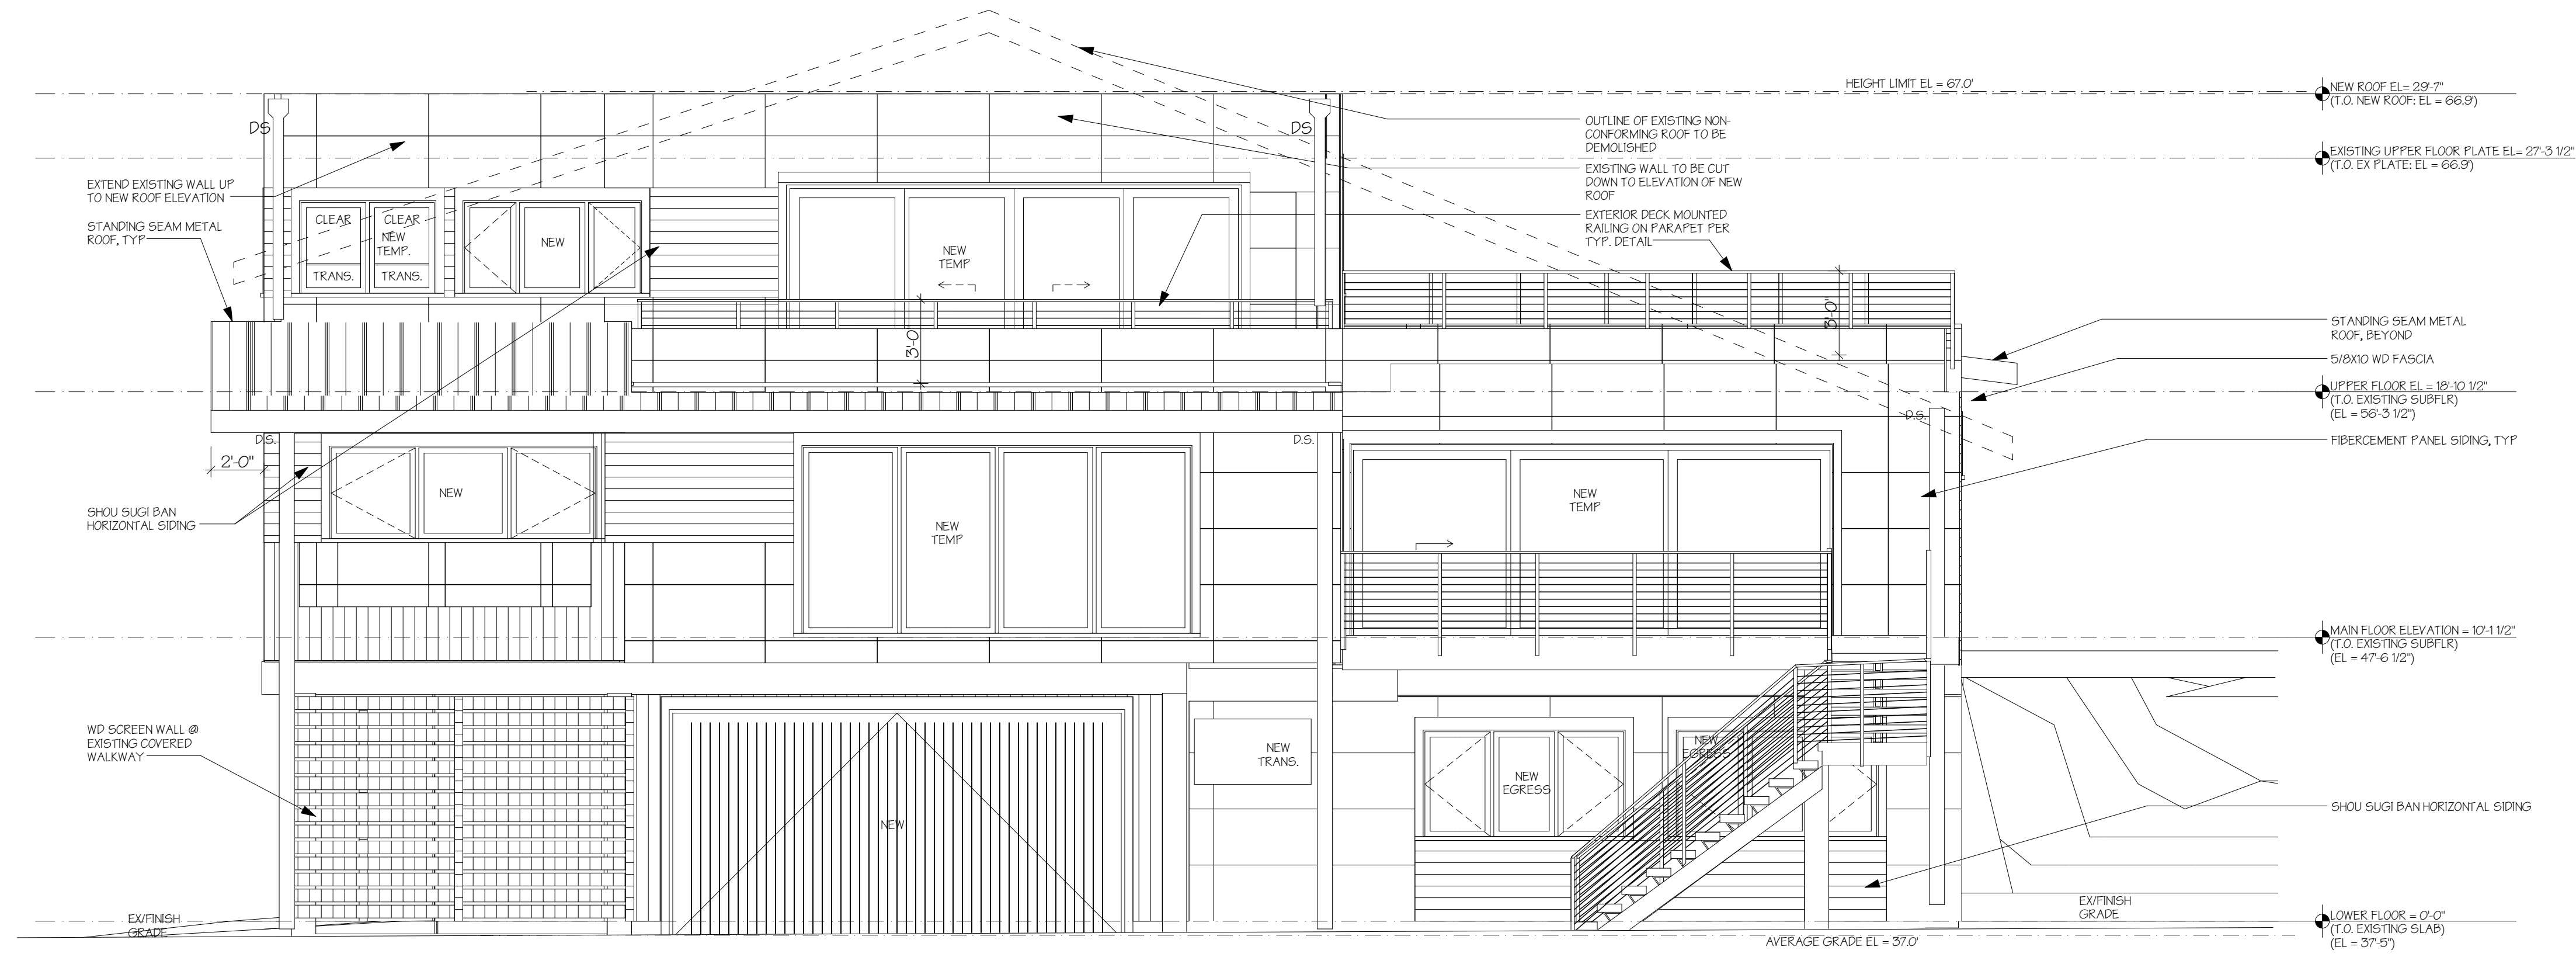 HEIGHT LIMIT EL = 67.0'
NEW ROOF EL= 29'-7"
(T.O. NEW ROOF: EL = 66.9')
OUTLINE OF EXISTING NON-
CONFORMING ROOF TO BE
DEMOLISHED
DS
DS
EXISTING UPPER FLOOR PLATE EL= 27'-3 1/2"
(T.O. EX PLATE: EL = 66.9')
EXISTING WALL TO BE CUT
DOWN TO ELEVATION OF NEW
ROOF
EXTEND EXISTING WALL UP
TO NEW ROOF ELEVATION
EXTERIOR DECK MOUNTED
RAILING ON PARAPET PER
TYP. DETAIL
STANDING SEAM METAL
ROOF, TYP
CLEAR
CLEAR
NEW
TEMP.
TRANS.
TRANS.
NEW
NEW
TEMP
3'-0"
3'-0
STANDING SEAM METAL
ROOF, BEYOND
5/8X10 WD FASCIA
UPPER FLOOR EL = 18'-10 1/2"
(T.O. EXISTING SUBFLR)
(EL = 56'-3 1/2")
D.S.
D.S.
D.S.
FIBERCEMENT PANEL SIDING, TYP
2'-0"
NEW
NEW
TEMP
NEW
TEMP
SHOU SUGI BAN
HORIZONTAL SIDING
MAIN FLOOR ELEVATION = 10'-1 1/2"
(T.O. EXISTING SUBFLR)
(EL = 47'-6 1/2")
WD SCREEN WALL @
EXISTING COVERED
WALKWAY
NEW
TRANS.
NEW
EGRESS
NEW
EGRESS
NEW
SHOU SUGI BAN HORIZONTAL SIDING
EX/FINISH
GRADE
EX/FINISH
GRADE
LOWER FLOOR = 0'-0"
(T.O. EXISTING SLAB)
(EL = 37'-5")
AVERAGE GRADE EL = 37.0'